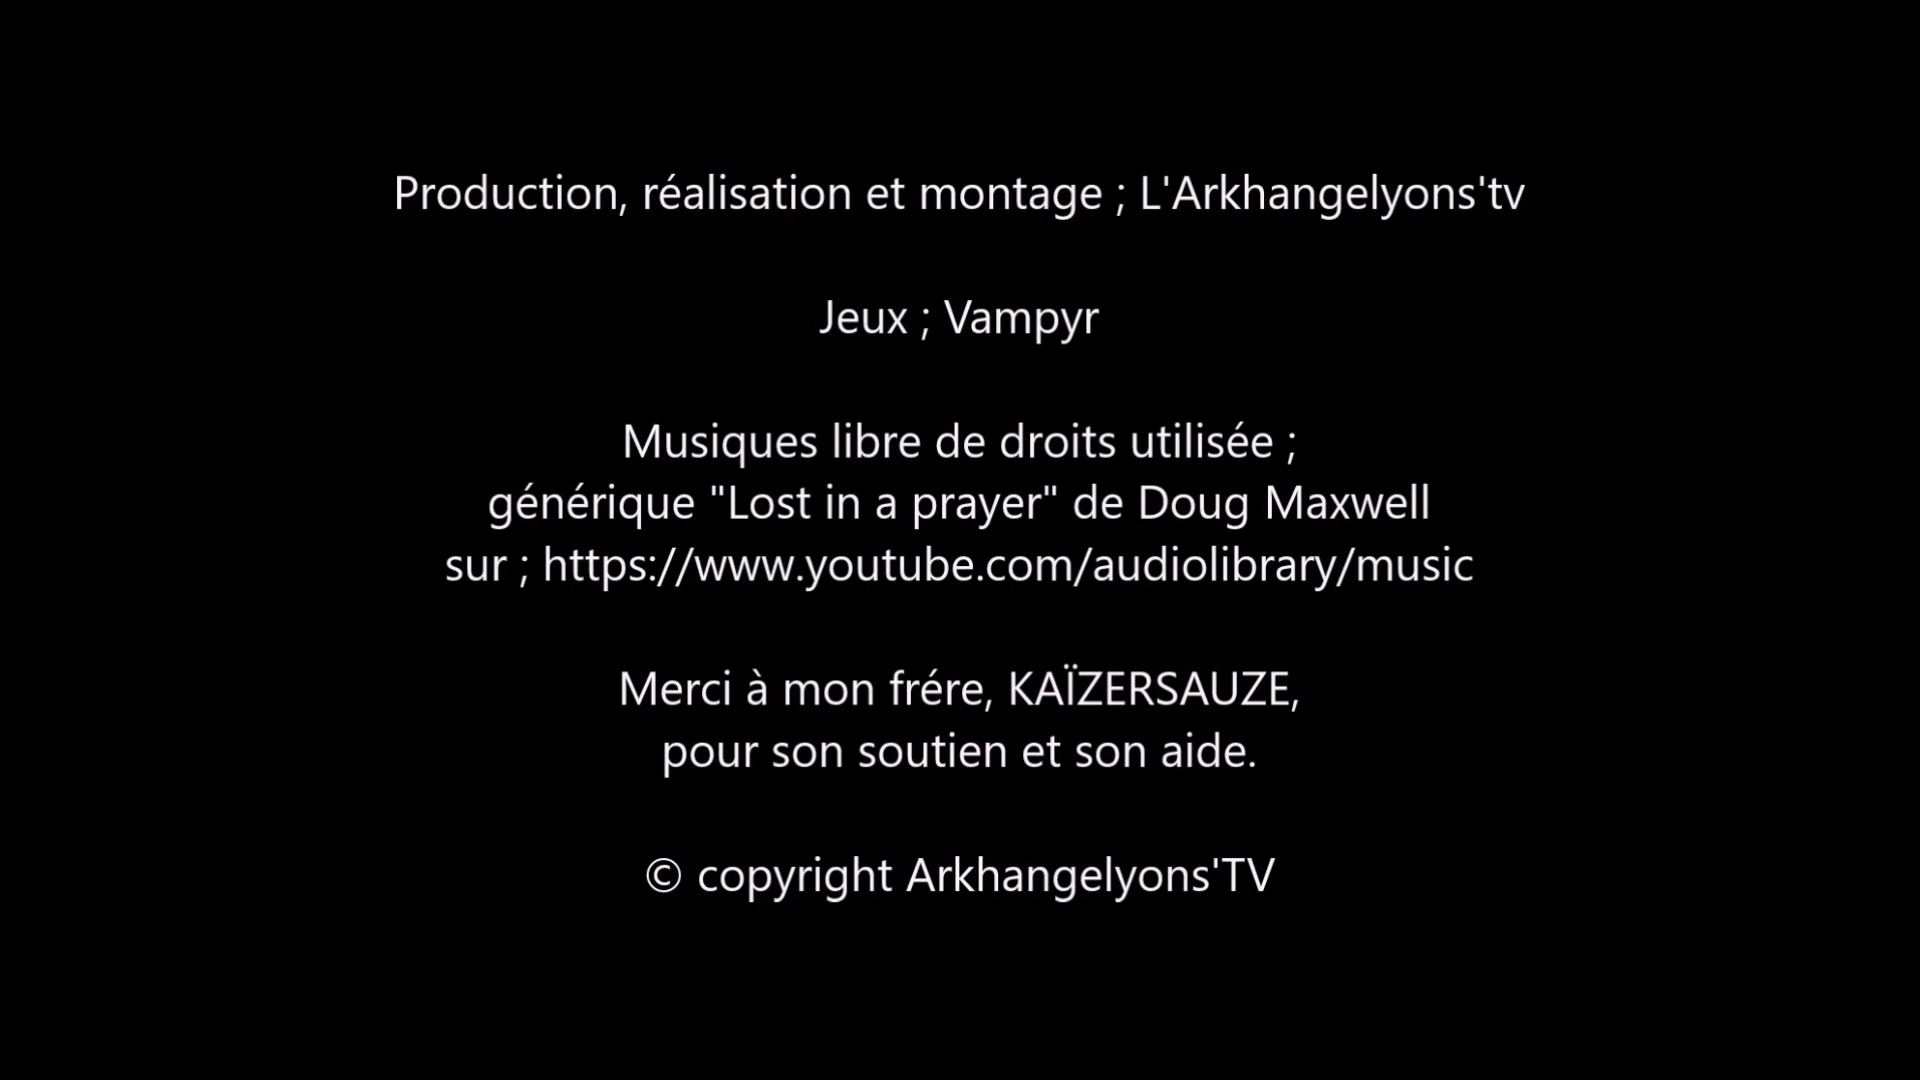 Production, réalisation et montage ; L'Arkhangelyons'tv
Jeux ; Vampyr
Musiques libre de droits utilisée ;
générique "Lost in a prayer" de Doug Maxwell
sur ; https://www.youtube.com/audiolibrary/music
Merci à mon frére, KAÏZERSAUZE,
pour son soutien et son aide.
© copyright Arkhangelyons'TV